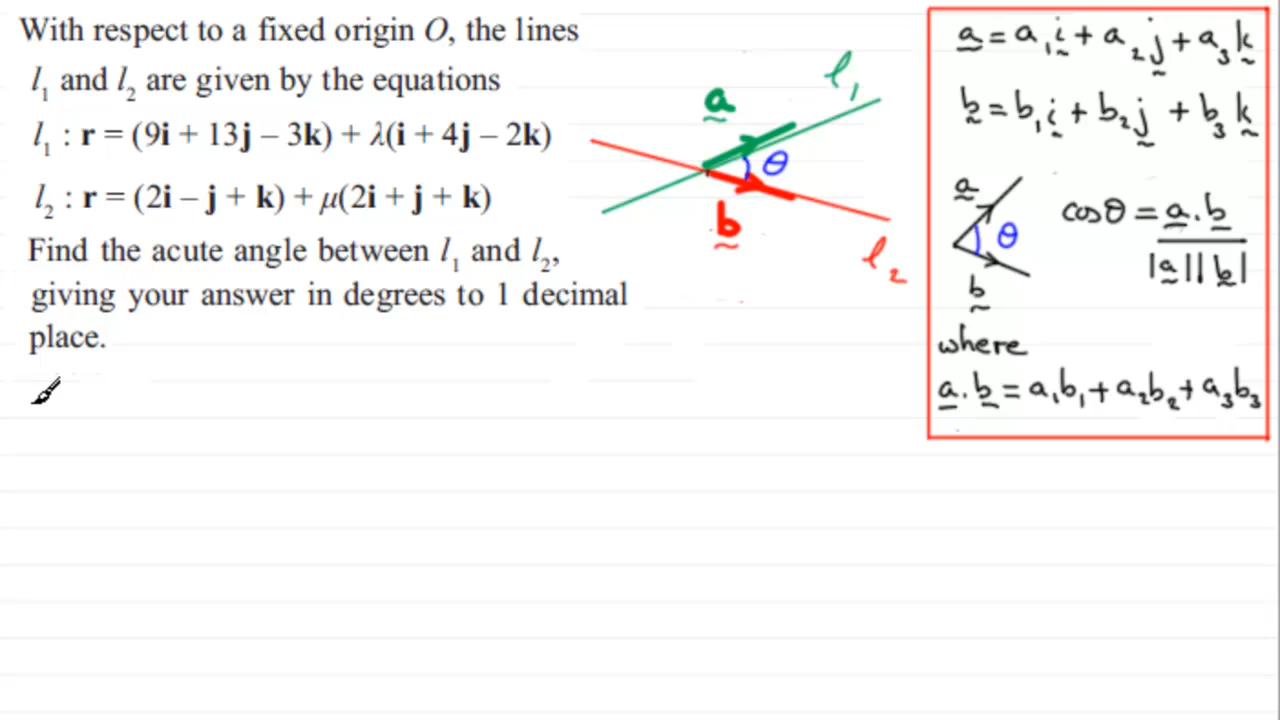 With respect to a fixed origin O, the lines
l₁ and l₂ are given by the equations
l₁ : r = (9i + 13j – 3k) + λ(i + 4j – 2k)
l₂ : r = (2i – j + k) + μ(2i + j + k)
Find the acute angle between l₁ and l₂,
giving your answer in degrees to 1 decimal
place.
a
l₁
θ
b
l₂
a = a₁i + a₂j + a₃k
b = b₁i + b₂j + b₃k
a
θ
b
cosθ = a.b
|a||b|
where
a.b = a₁b₁ + a₂b₂ + a₃b₃